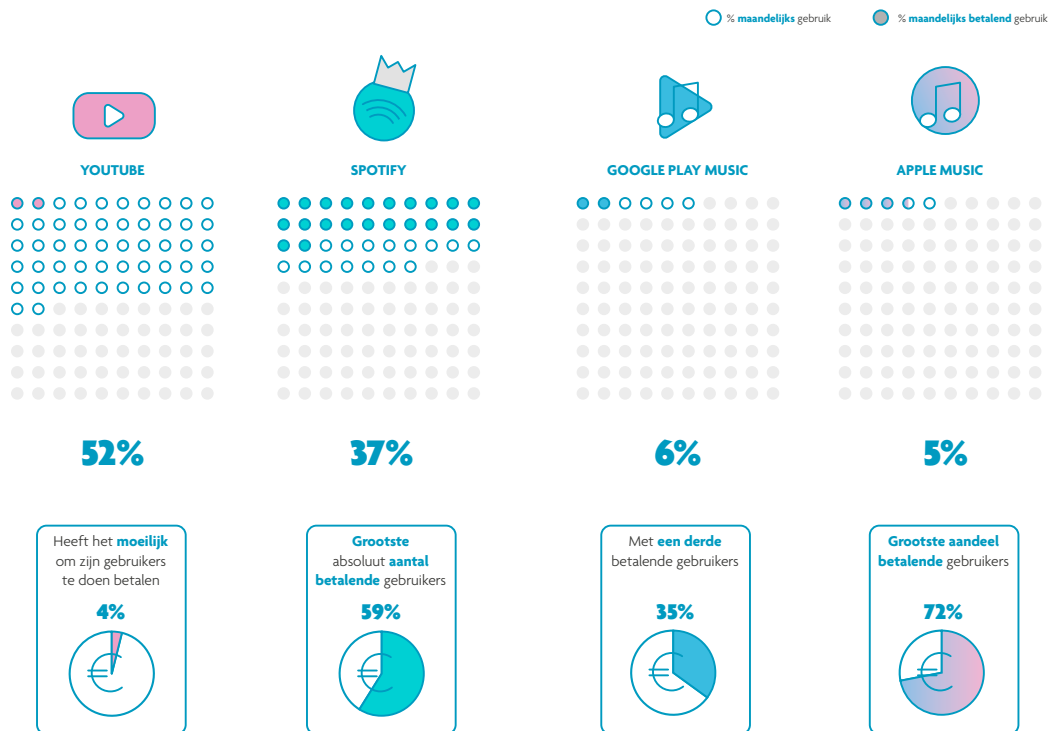 % maandelijks gebruik
% maandelijks betalend gebruik
YOUTUBE
SPOTIFY
GOOGLE PLAY MUSIC
APPLE MUSIC
52%
37%
6%
5%
Heeft het moeilijk
om zijn gebruikers
te doen betalen
4%
Grootste
absoluut aantal
betalende gebruikers
59%
Met een derde
betalende gebruikers
35%
Grootste aandeel
betalende gebruikers
72%